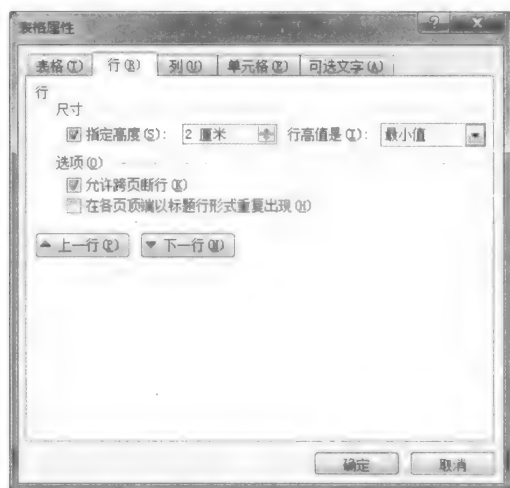 表格属性
表格(T) 行(R) 列(U) 单元格(E) 可选文字(A)
行
尺寸
指定高度(S): 2 厘米 行高值是(I): 最小值
选项(O)
允许跨页断行(K)
在各页顶端以标题行形式重复出现(H)
上一行(P) 下一行(N)
确定 取消